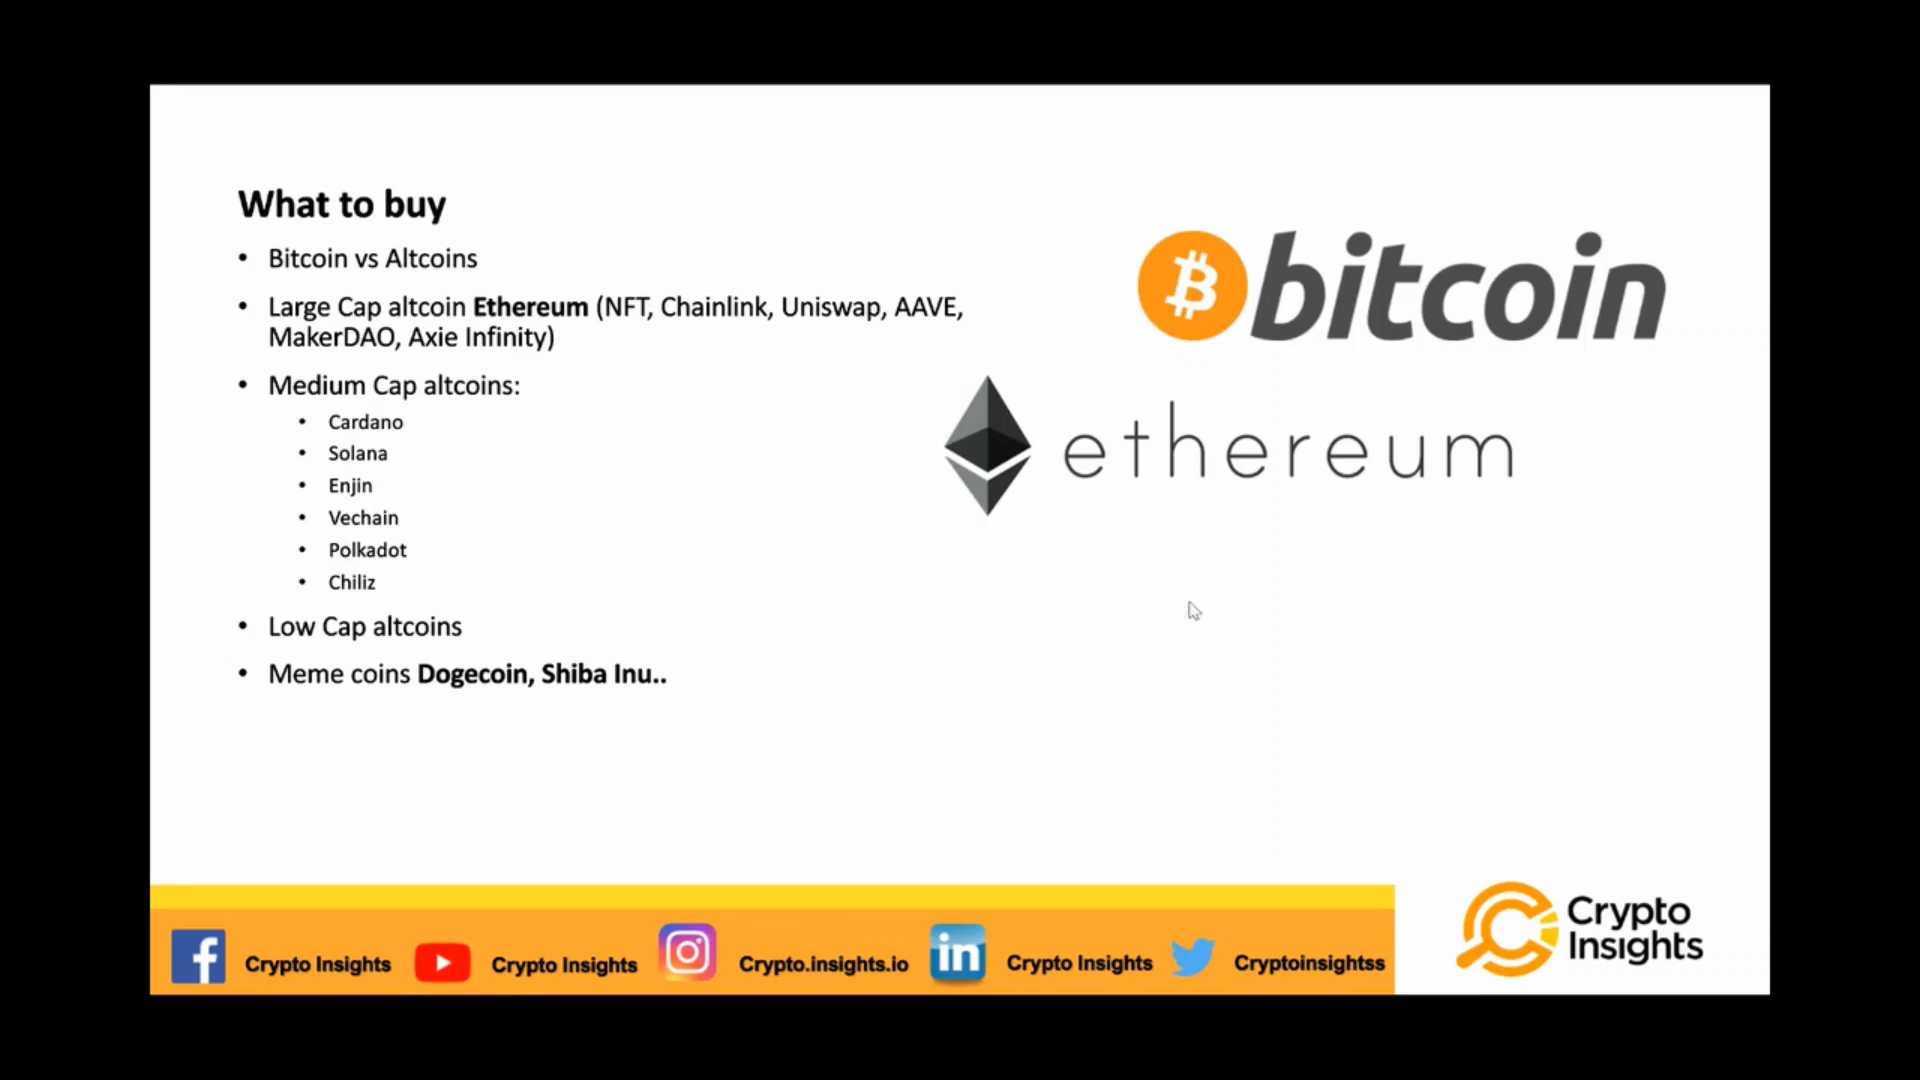 What to buy
• Bitcoin vs Altcoins
• Large Cap altcoin Ethereum (NFT, Chainlink, Uniswap, AAVE,
MakerDAO, Axie Infinity)
• Medium Cap altcoins:
• Cardano
• Solana
• Enjin
• Vechain
• Polkadot
• Chiliz
• Low Cap altcoins
• Meme coins Dogecoin, Shiba Inu..
bitcoin
ethereum
Crypto Insights
Crypto Insights
Crypto.insights.io
in
Crypto Insights
Cryptoinsightss
Crypto
Insights